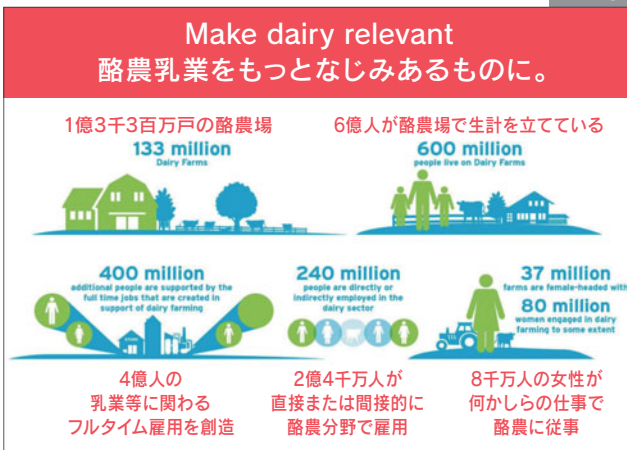 Make dairy relevant
酪農乳業をもっとなじみあるものに。
1億3千3百万戸の酪農場
133 million
Dairy Farms
6億人が酪農場で生計を立てている
600 million
people live on Dairy Farms
400 million
additional people are supported by the
full time jobs that are created in
support of dairy farming
240 million
people are directly or
indirectly employed in the
dairy sector
37 million
farms are female-headed with
80 million
women engaged in dairy
farming to some extent
4億人の
乳業等に関わる
フルタイム雇用を創造
2億4千万人が
直接または間接的に
酪農分野で雇用
8千万人の女性が
何かしらの仕事で
酪農に従事